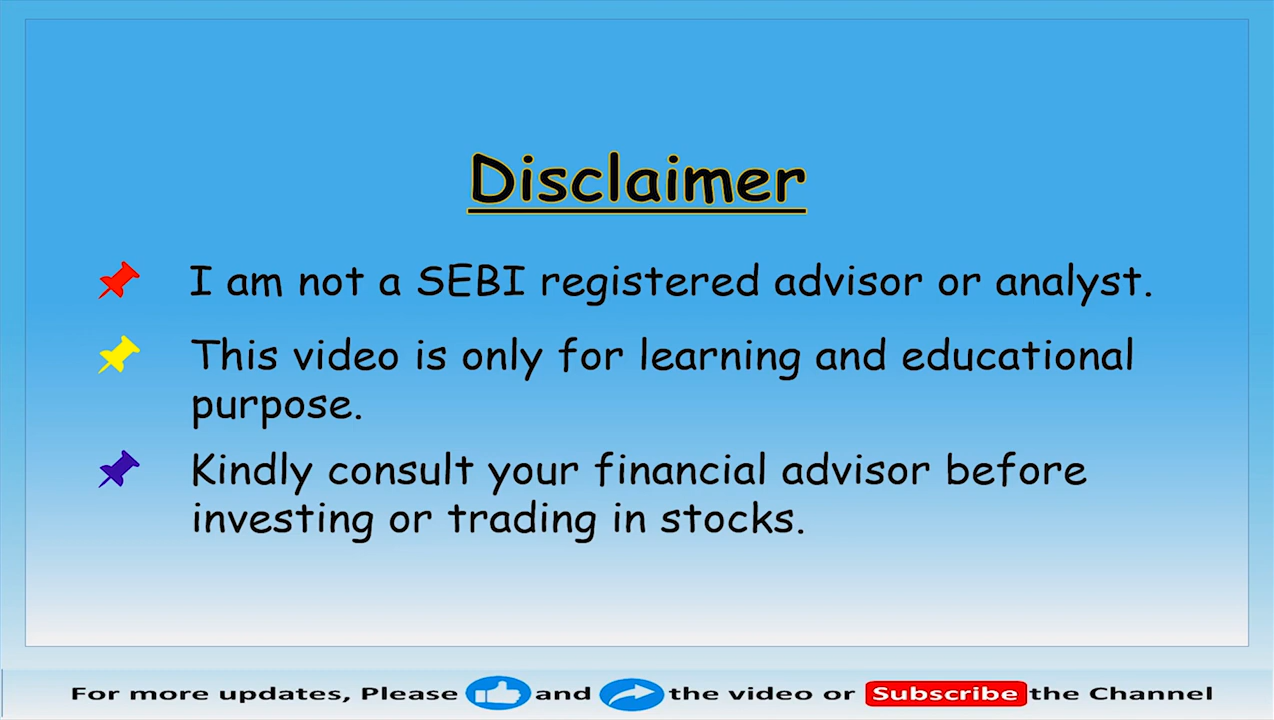 Disclaimer
I am not a SEBI registered advisor or analyst.
This video is only for learning and educational
purpose.
Kindly consult your financial advisor before
investing or trading in stocks.
For more updates, Please and the video or Subscribe the Channel